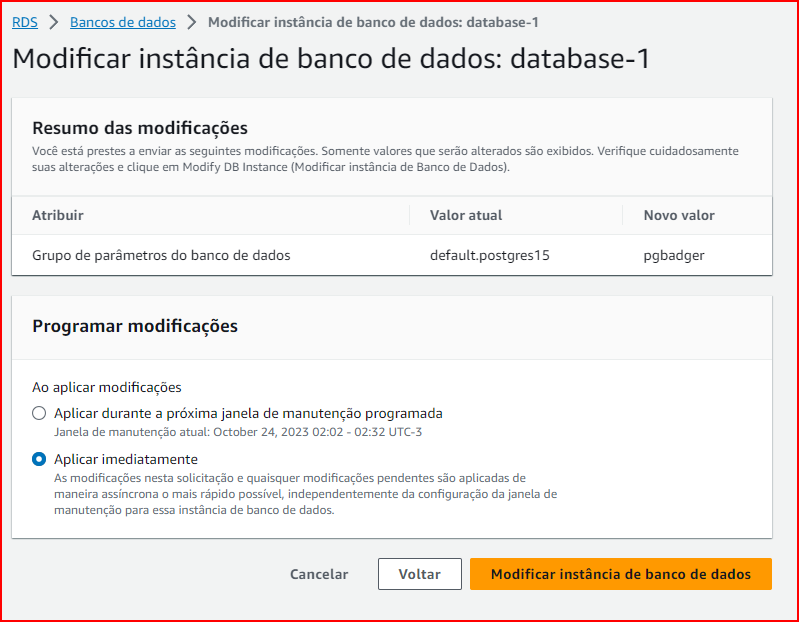 RDS > Bancos de dados > Modificar instância de banco de dados: database-1
Modificar instância de banco de dados: database-1
Resumo das modificações
Você está prestes a enviar as seguintes modificações. Somente valores que serão alterados são exibidos. Verifique cuidadosamente
suas alterações e clique em Modify DB Instance (Modificar instância de Banco de Dados).
Atribuir Valor atual Novo valor
Grupo de parâmetros do banco de dados default.postgres15 pgbadger
Programar modificações
Ao aplicar modificações
Aplicar durante a próxima janela de manutenção programada
Janela de manutenção atual: October 24, 2023 02:02 - 02:32 UTC-3
Aplicar imediatamente
As modificações nesta solicitação e quaisquer modificações pendentes são aplicadas de
maneira assíncrona o mais rápido possível, independentemente da configuração da janela de
manutenção para essa instância de banco de dados.
Cancelar Voltar Modificar instância de banco de dados